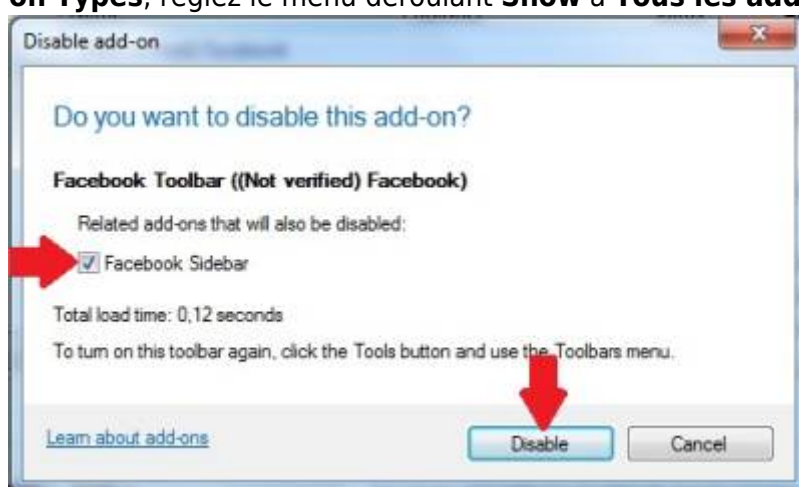 on Types, réglez le menu déroulant Show à Tous les add
Disable add-on
Do you want to disable this add-on?
Facebook Toolbar ((Not verified) Facebook)
Related add-ons that will also be disabled:
Facebook Sidebar
Total load time: 0,12 seconds
To turn on this toolbar again, click the Tools button and use the Toolbars menu.
Learn about add-ons
Disable
Cancel